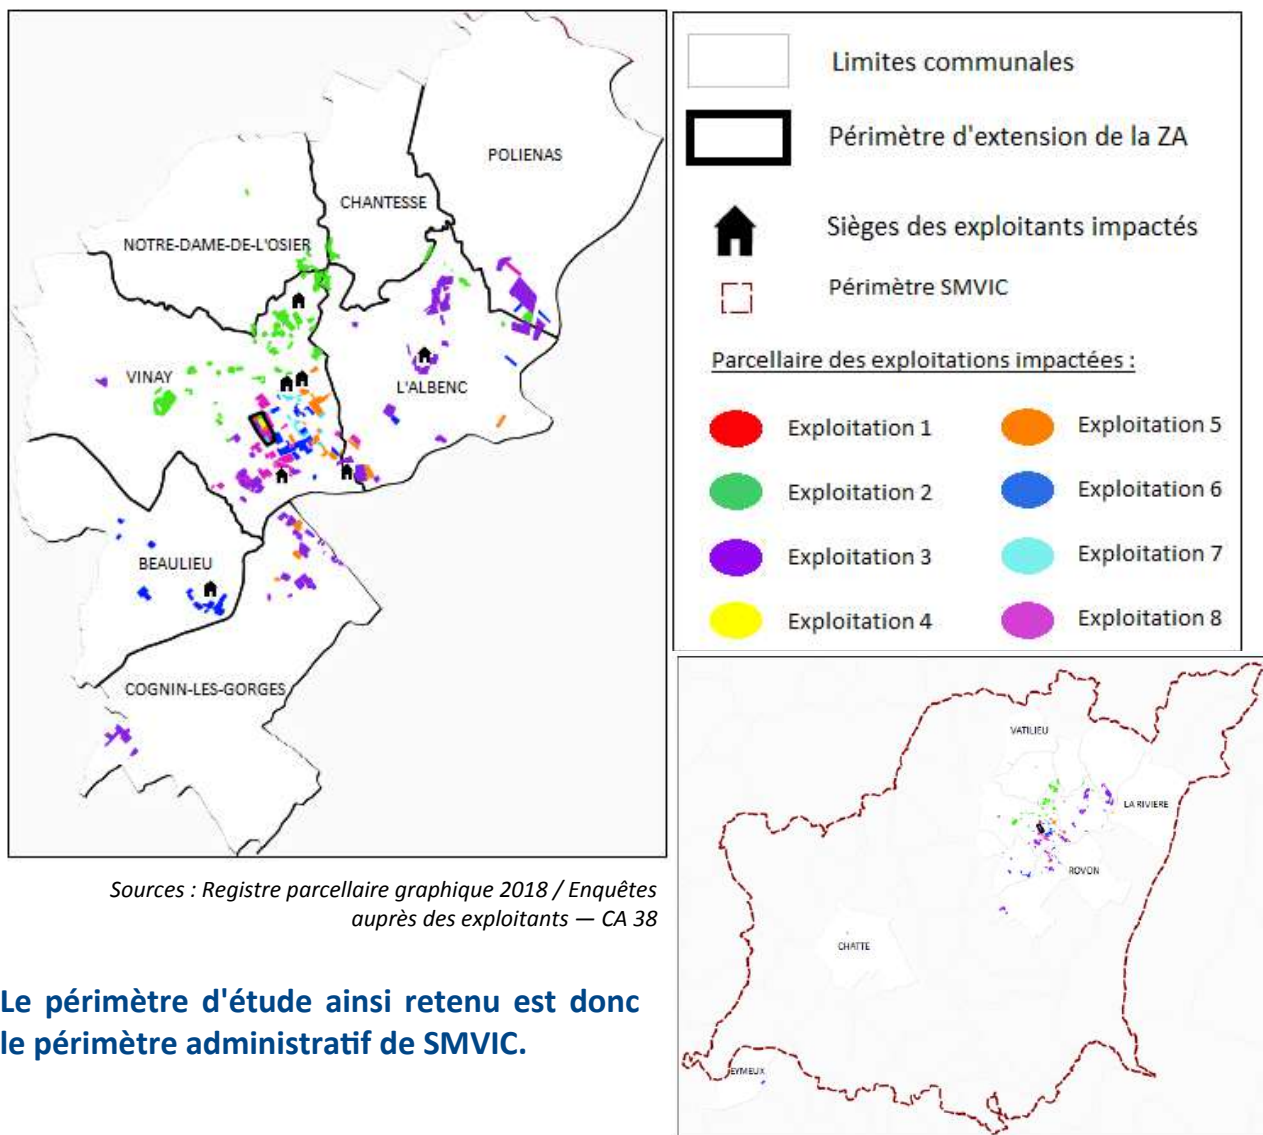 POLIENAS
CHANTESSE
NOTRE-DAME-DE-L'OSIER
VINAY
L'ALBENC
BEAULIEU
COGNIN-LES-GORGES
Limites communales
Périmètre d'extension de la ZA
Sièges des exploitants impactés
Périmètre SMVIC
Parcellaire des exploitations impactées :
Exploitation 1
Exploitation 2
Exploitation 3
Exploitation 4
Exploitation 5
Exploitation 6
Exploitation 7
Exploitation 8
VATILIEU
LA RIVIERE
ROVON
CHATTE
EYMEUX
Sources : Registre parcellaire graphique 2018 / Enquêtes
auprès des exploitants — CA 38
Le périmètre d'étude ainsi retenu est donc
le périmètre administratif de SMVIC.